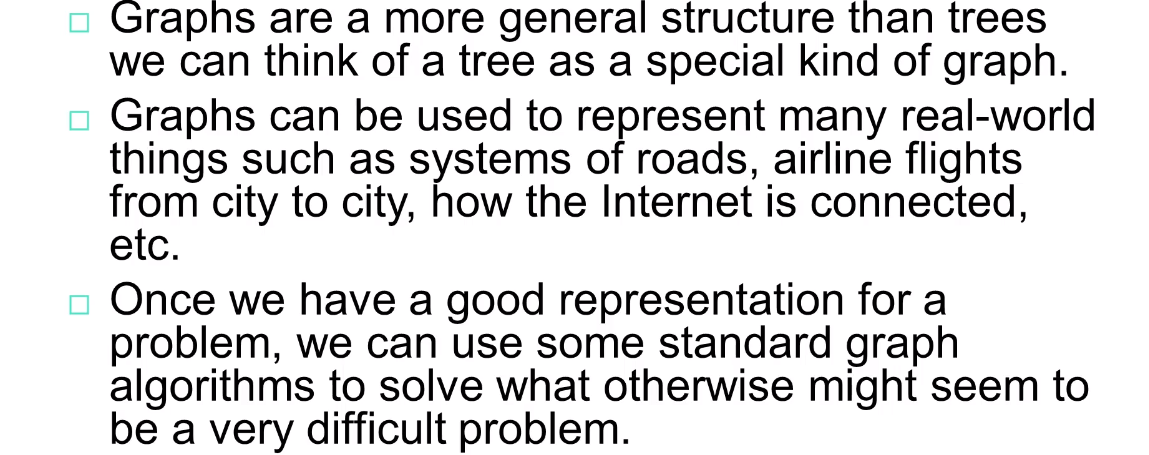 Graphs are a more general structure than trees
we can think of a tree as a special kind of graph.
Graphs can be used to represent many real-world
things such as systems of roads, airline flights
from city to city, how the Internet is connected,
etc.
Once we have a good representation for a
problem, we can use some standard graph
algorithms to solve what otherwise might seem to
be a very difficult problem.